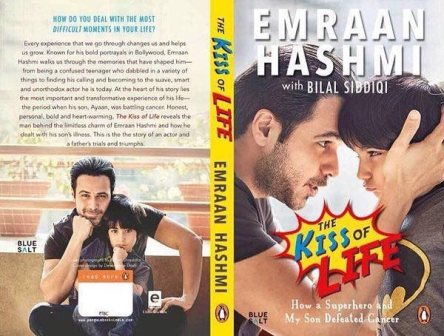 HOW DO YOU DEAL WITH THE MOST
DIFFICULT MOMENTS IN YOUR LIFE?
Every experience that we go through changes us and helps
us grow. Known for his bold portrayals in Bollywood, Emraan
Hashmi walks us through the memories that have shaped him—
from being a confused teenager who dabbled in a variety of
things to finding his calling and becoming to the suave, smart
and unorthodox actor he is today. At the heart of his story lies
the most important and transformative experience of his life—
the period when his son, Ayaan, was battling cancer. Honest,
personal, bold and heart-warming, The Kiss of Life reveals the
man behind the limitless charm of Emraan Hashmi and how he
dealt with his son's illness. This is the the story of an actor and
a father's trials and triumphs.
BLUE
SALT
read more
www.penguinbooksindia.com
THE
KISS OF
LIFE
EMRAAN HASHMI
EMRAAN
HASHMI
with BILAL SIDDIQI
THE
KISS OF
LIFE
How a Superhero and
My Son Defeated Cancer
BLUE
SALT